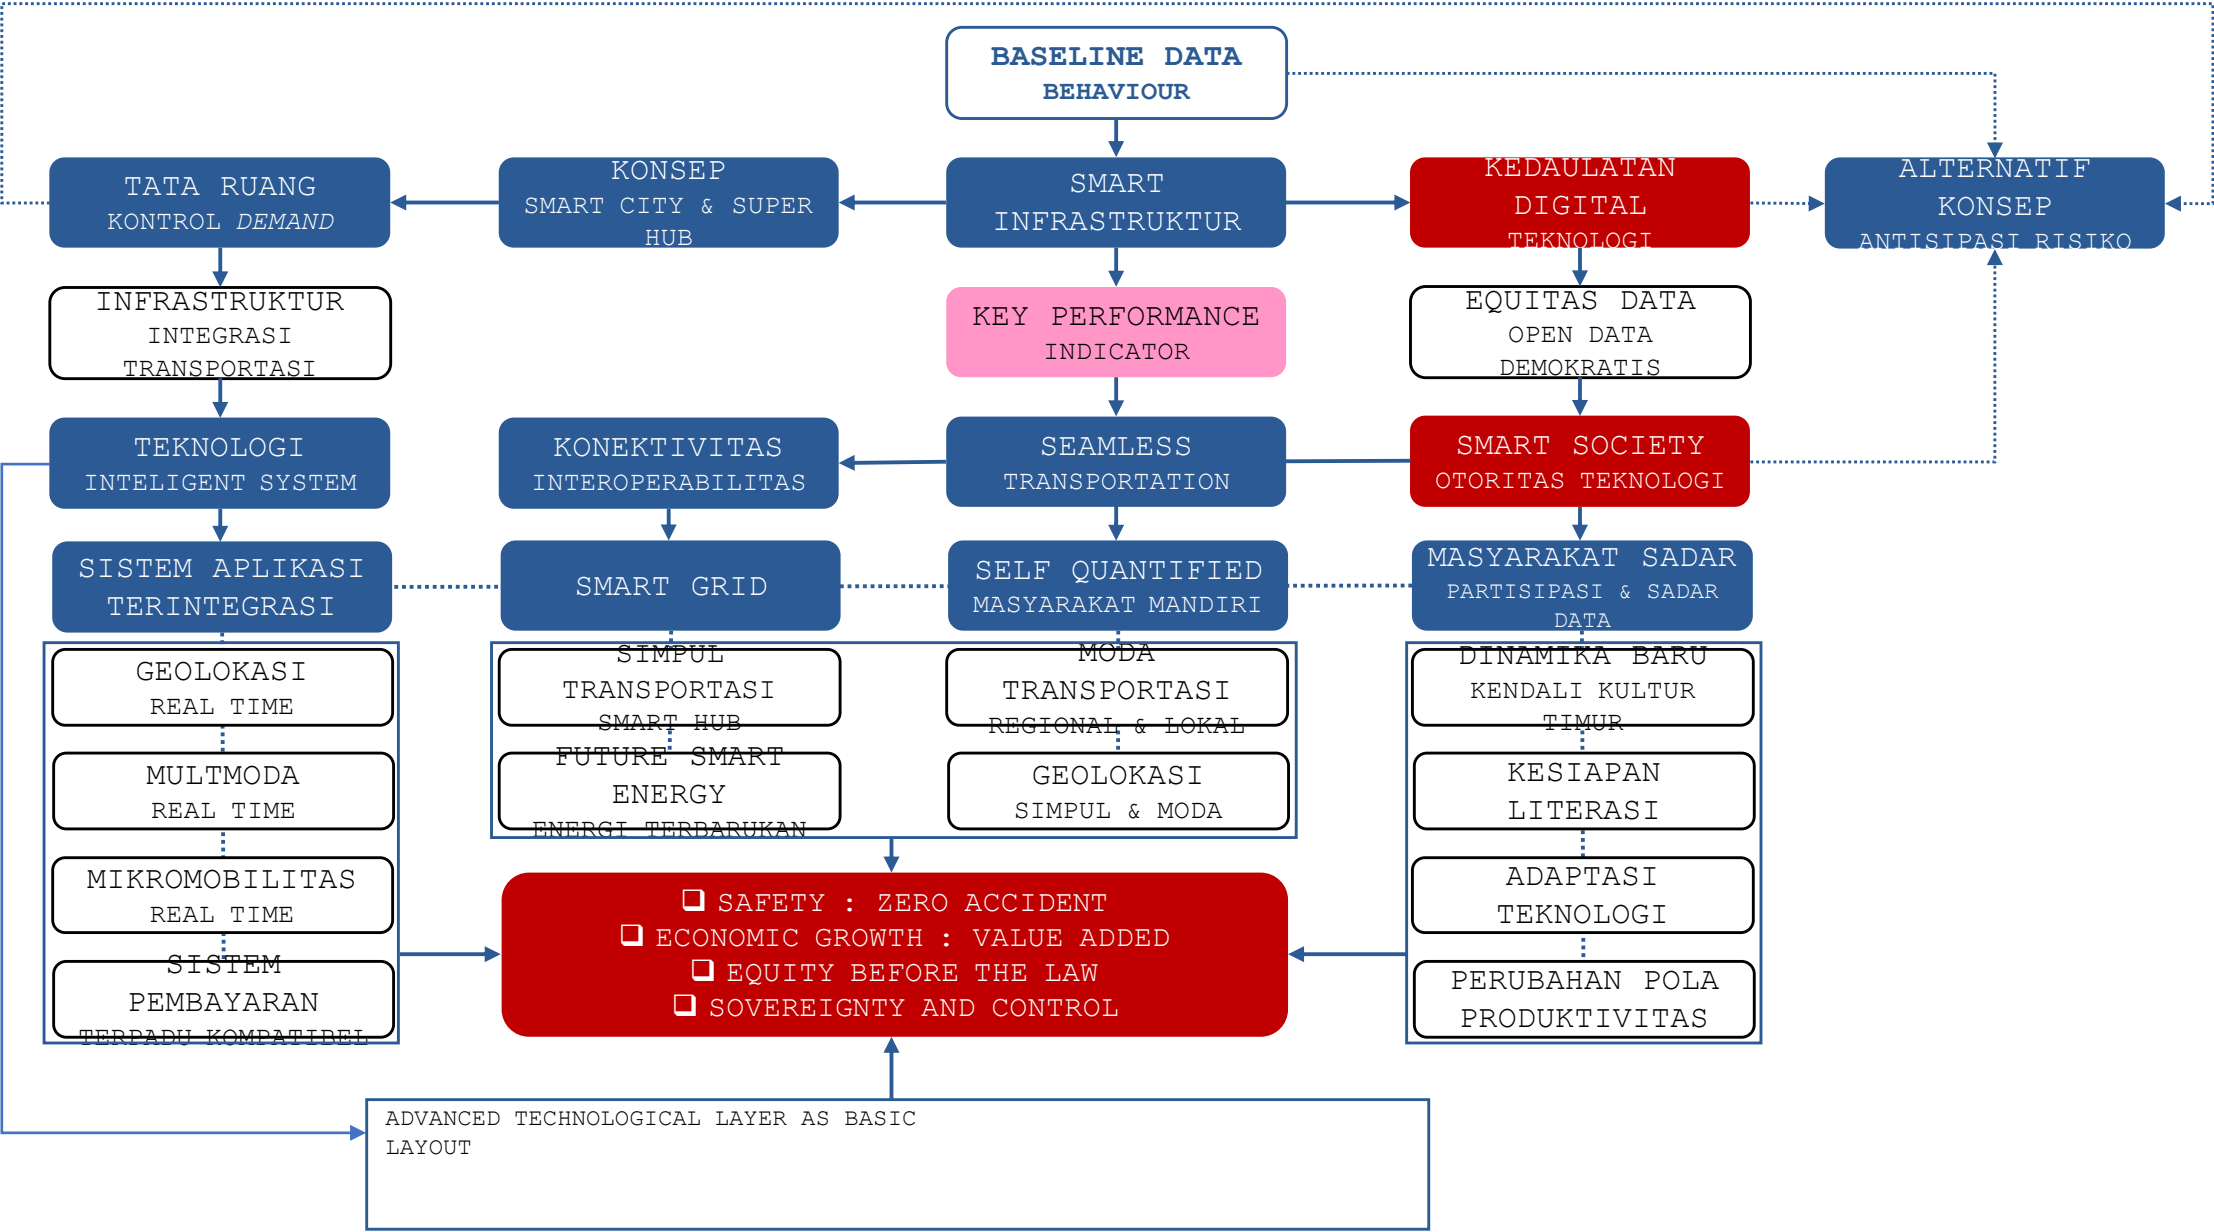 BASELINE DATA
BEHAVIOUR
TATA RUANG
KONTROL DEMAND
KONSEP
SMART CITY & SUPER
HUB
SMART
INFRASTRUKTUR
KEDAULATAN
DIGITAL
TEKNOLOGI
ALTERNATIF
KONSEP
ANTISIPASI RISIKO
INFRASTRUKTUR
INTEGRASI
TRANSPORTASI
KEY PERFORMANCE
INDICATOR
EQUITAS DATA
OPEN DATA
DEMOKRATIS
TEKNOLOGI
INTELIGENT SYSTEM
KONEKTIVITAS
INTEROPERABILITAS
SEAMLESS
TRANSPORTATION
SMART SOCIETY
OTORITAS TEKNOLOGI
SISTEM APLIKASI
TERINTEGRASI
SMART GRID
SELF QUANTIFIED
MASYARAKAT MANDIRI
MASYARAKAT SADAR
PARTISIPASI & SADAR
DATA
GEOLOKASI
REAL TIME
SIMPUL
TRANSPORTASI
SMART HUB
MODA
TRANSPORTASI
REGIONAL & LOKAL
DINAMIKA BARU
KENDALI KULTUR
TIMUR
MULTMODA
REAL TIME
FUTURE SMART
ENERGY
ENERGI TERBARUKAN
GEOLOKASI
SIMPUL & MODA
KESIAPAN
LITERASI
MIKROMOBILITAS
REAL TIME
ADAPTASI
TEKNOLOGI
SISTEM
PEMBAYARAN
TERPADU KOMPATIBEL
PERUBAHAN POLA
PRODUKTIVITAS
❑ SAFETY : ZERO ACCIDENT
❑ ECONOMIC GROWTH : VALUE ADDED
❑ EQUITY BEFORE THE LAW
❑ SOVEREIGNTY AND CONTROL
ADVANCED TECHNOLOGICAL LAYER AS BASIC
LAYOUT